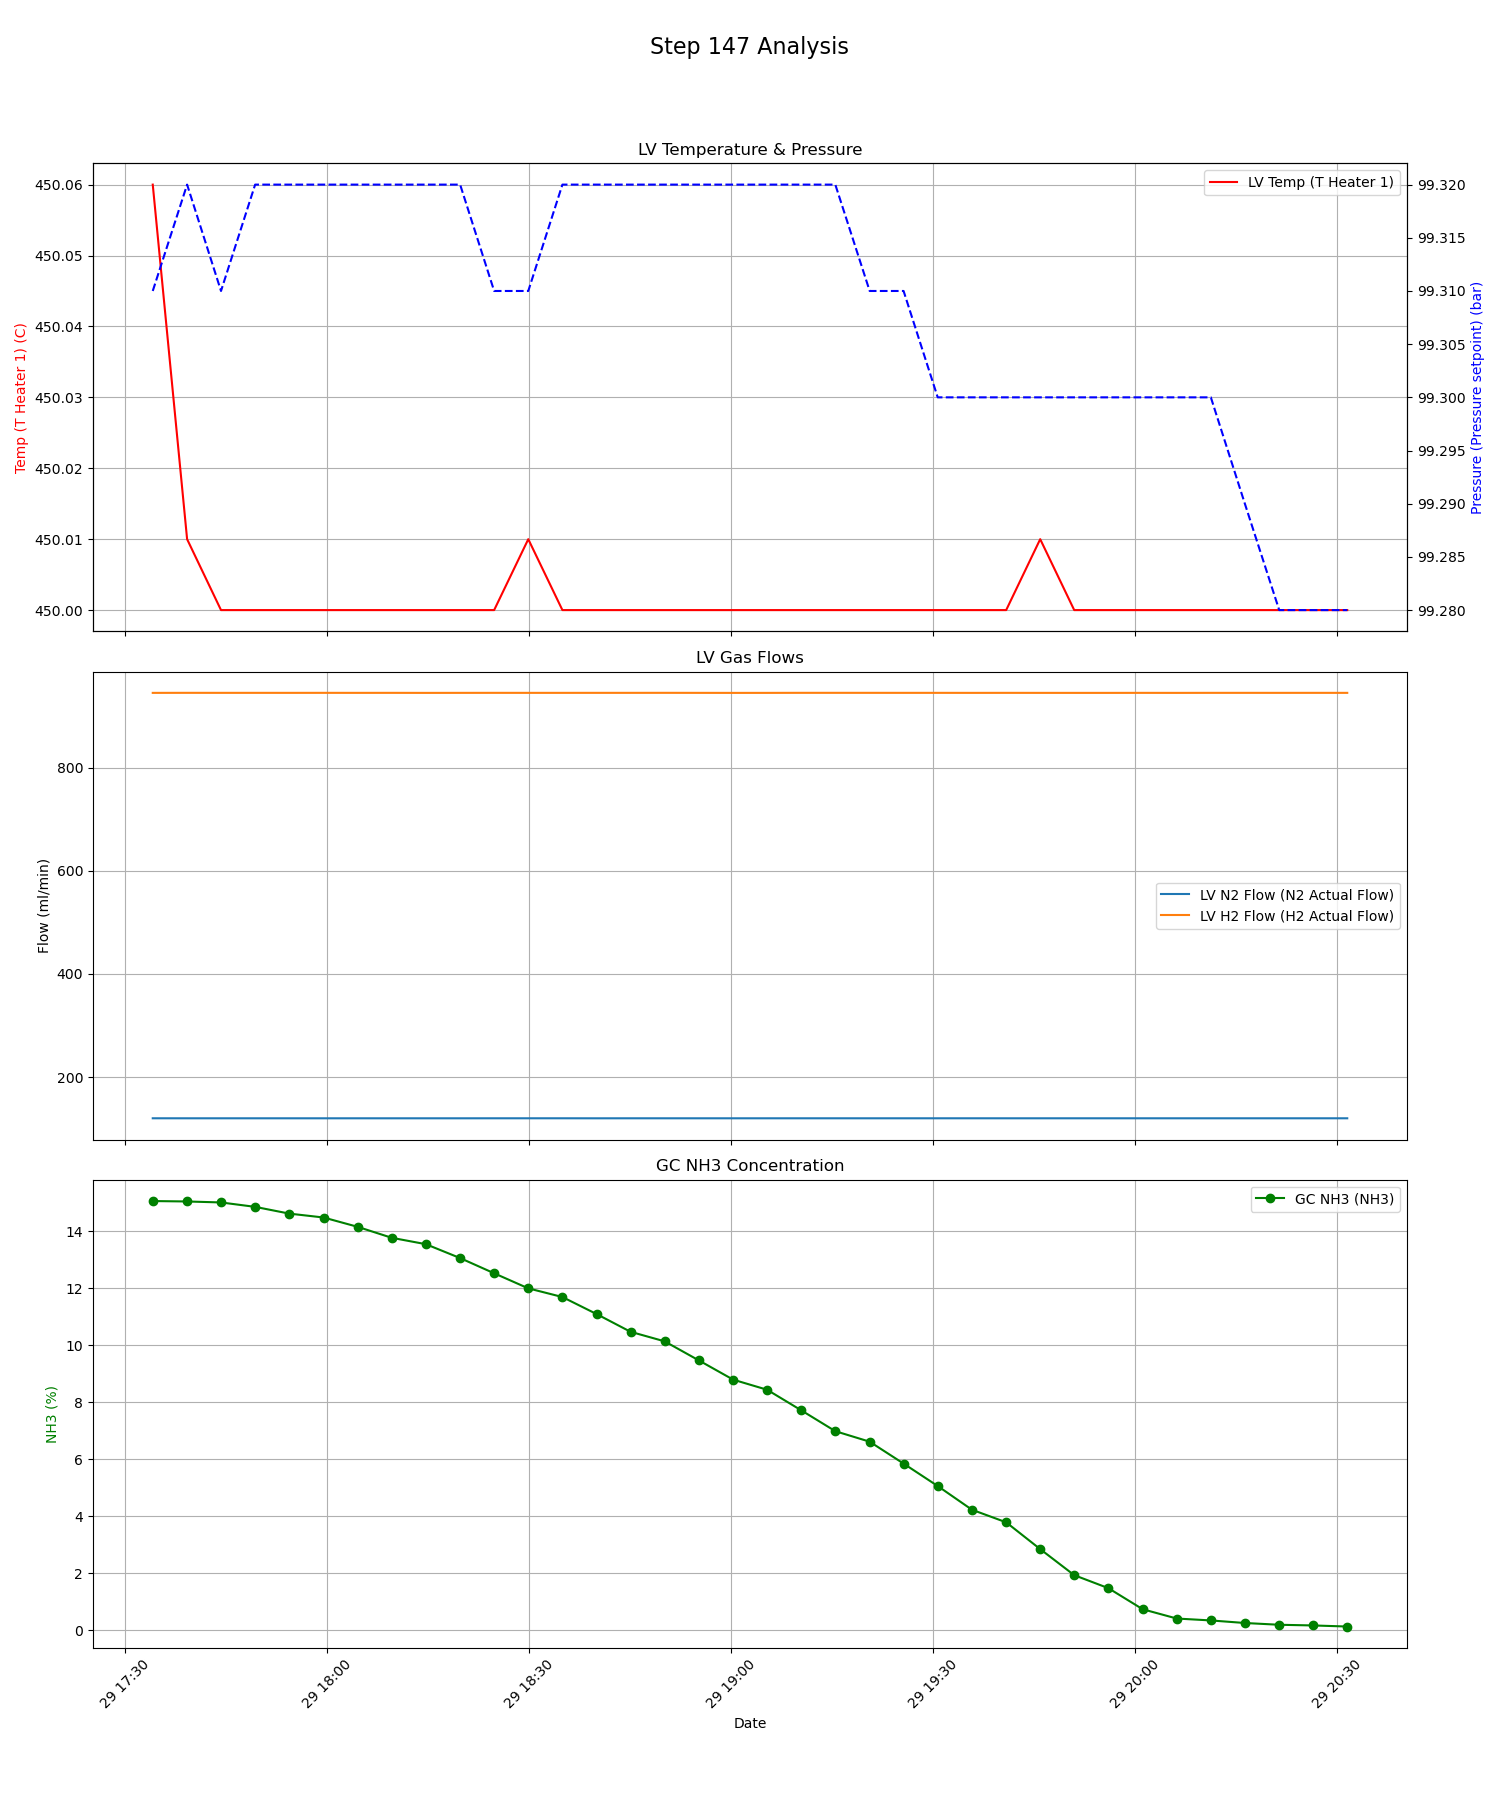 Step 147 Analysis
LV Temperature & Pressure
LV Temp (T Heater 1)
Temp (T Heater 1) (C)
450.06
450.05
450.04
450.03
450.02
450.01
450.00
99.320
99.315
99.310
99.305
99.300
99.295
99.290
99.285
99.280
Pressure (Pressure setpoint) (bar)
LV Gas Flows
Flow (ml/min)
800
600
400
200
LV N2 Flow (N2 Actual Flow)
LV H2 Flow (H2 Actual Flow)
GC NH3 Concentration
GC NH3 (NH3)
NH3 (%)
14
12
10
8
6
4
2
0
29 17:30
29 18:00
29 18:30
29 19:00
29 19:30
29 20:00
29 20:30
Date